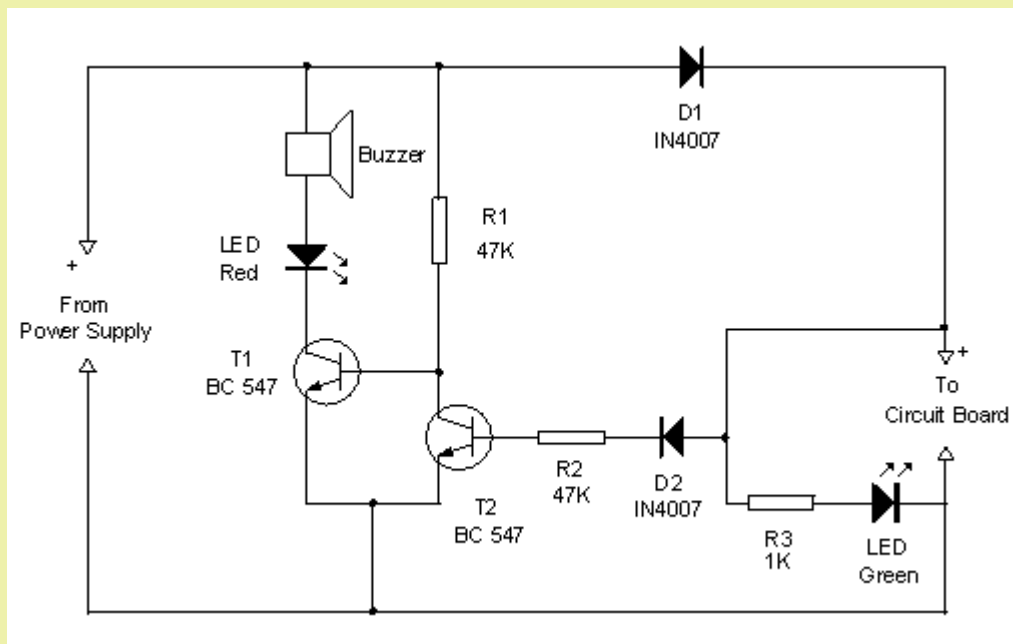 D1
IN4007
Buzzer
R1
47K
LED
Red
+
From
Power Supply
T1
BC 547
+
To
Circuit Board
R2
47K
D2
IN4007
T2
BC 547
R3
1K
LED
Green